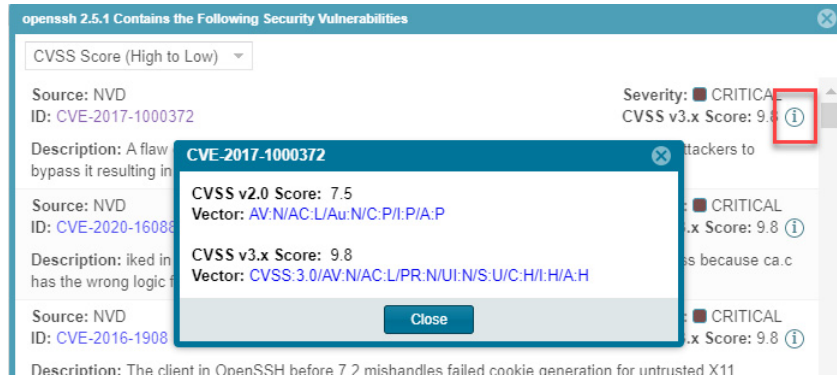 openssh 2.5.1 Contains the Following Security Vulnerabilities
CVSS Score (High to Low)
Source: NVD
Severity: CRITICAL
ID: CVE-2017-1000372
CVSS v3.x Score: 9.8
Description: A flaw
ttackers to
bypass it resulting in
CVE-2017-1000372
CVSS v2.0 Score: 7.5
Vector: AV:N/AC:L/Au:N/C:P/I:P/A:P
CVSS v3.x Score: 9.8
Vector: CVSS:3.0/AV:N/AC:L/PR:N/UI:N/S:U/C:H/I:H/A:H
Close
Source: NVD
: CRITICAL
ID: CVE-2020-16088
.x Score: 9.8
Description: iked in
ss because ca.c
has the wrong logic f
Source: NVD
: CRITICAL
ID: CVE-2016-1908
.x Score: 9.8
Description: The client in OpenSSH before 7.2 mishandles failed cookie generation for untrusted X11